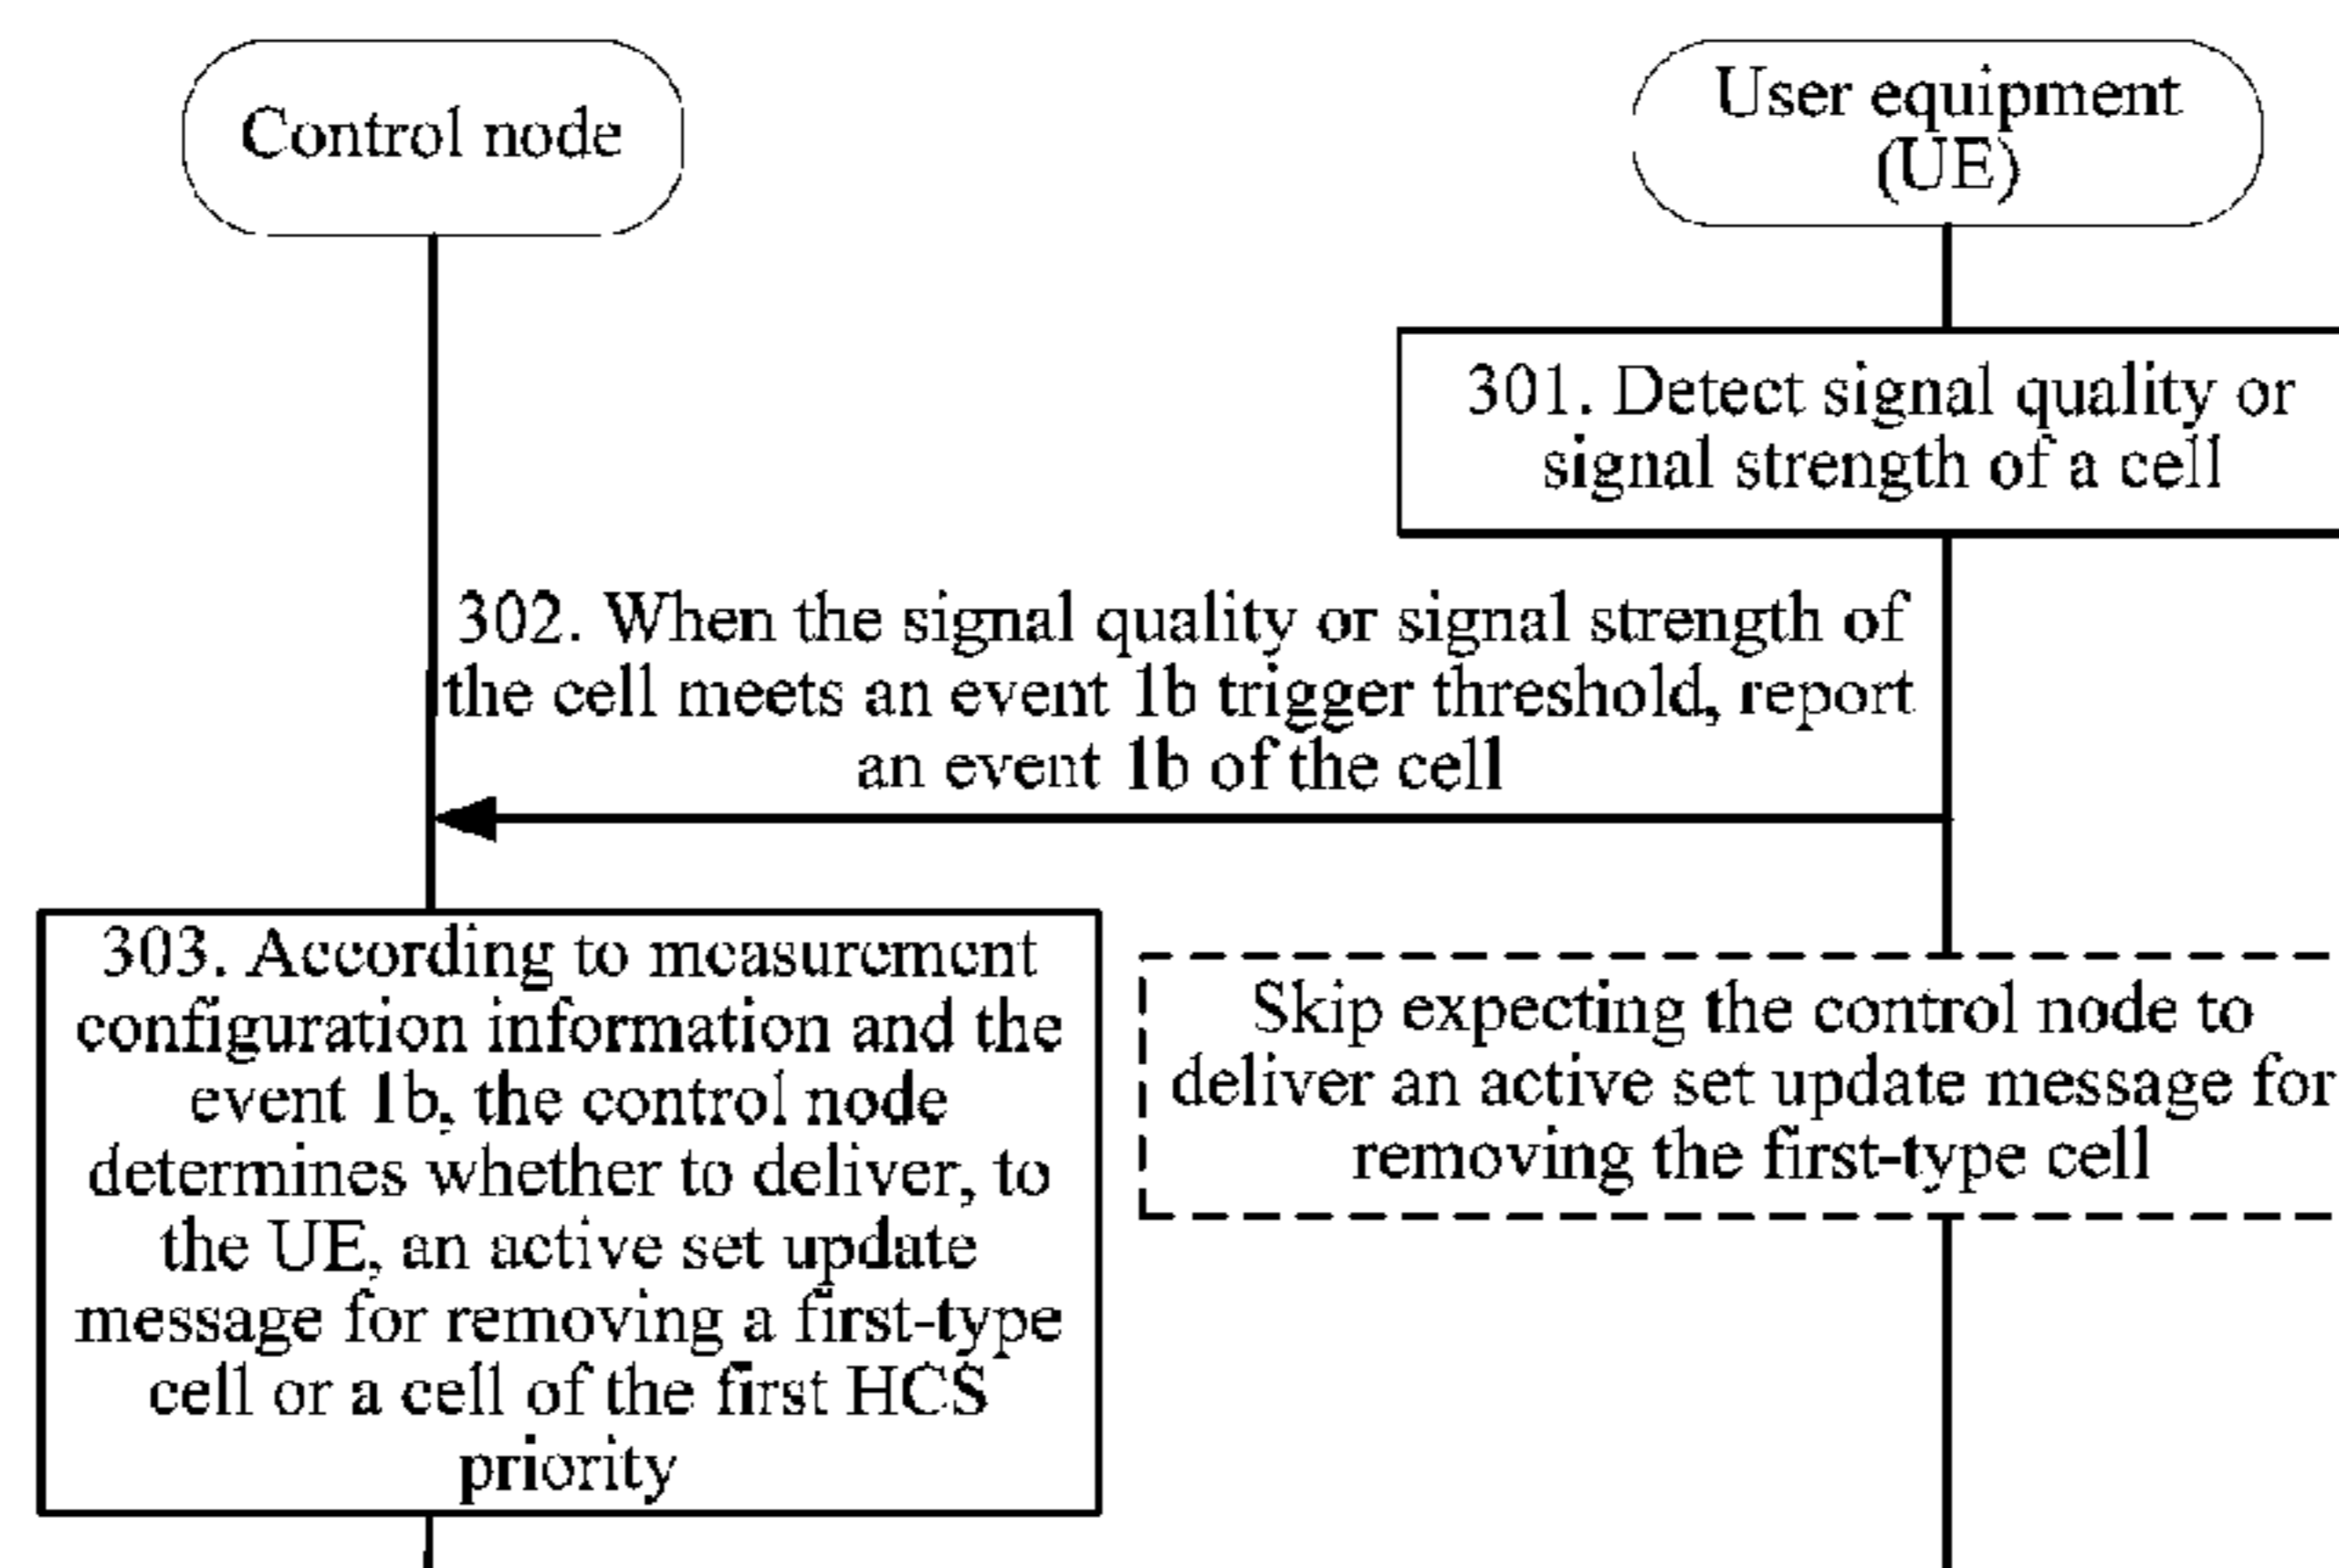 Control node
User equipment
(UE)
301. Detect signal quality or
signal strength of a cell
302. When the signal quality or signal strength of
the cell meets an event 1b trigger threshold, report
an event 1b of the cell
303. According to measurement
configuration information and the
event 1b, the control node
determines whether to deliver, to
the UE, an active set update
message for removing a first-type
cell or a cell of the first HCS
priority
Skip expecting the control node to
deliver an active set update message for
removing the first-type cell